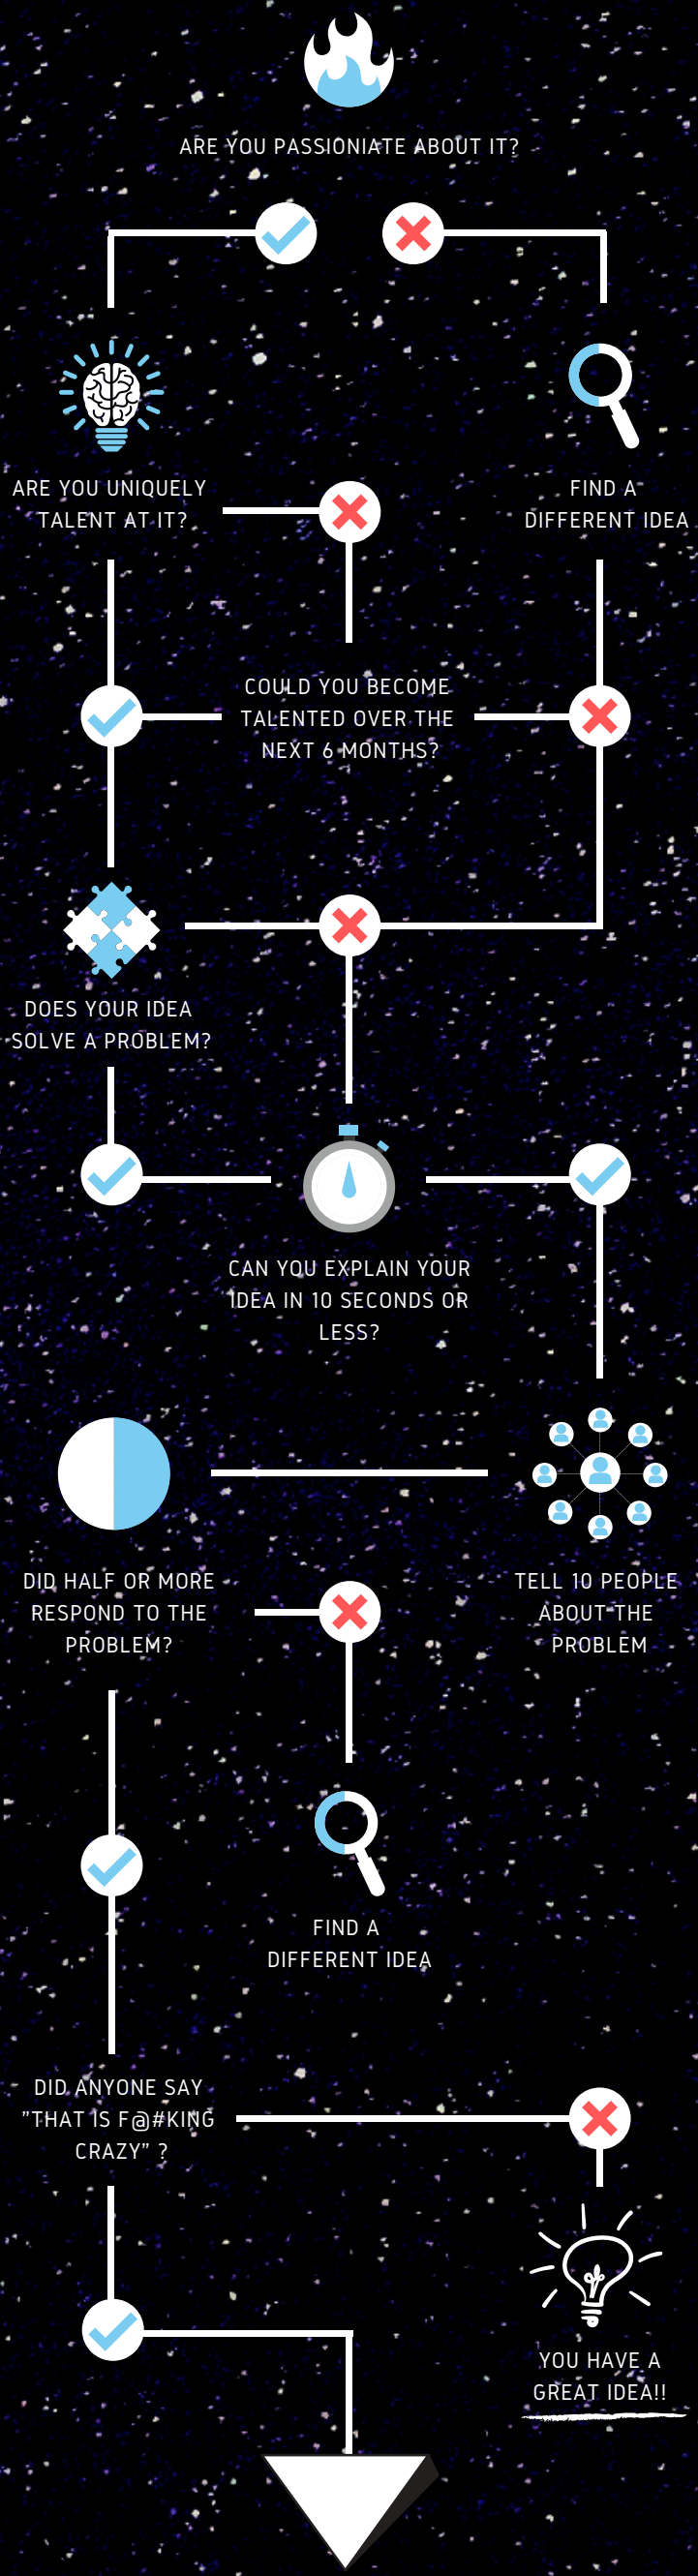 ARE YOU PASSIONIATE ABOUT IT?
ARE YOU UNIQUELY
TALENT AT IT?
FIND A
DIFFERENT IDEA
COULD YOU BECOME
TALENTED OVER THE
NEXT 6 MONTHS?
DOES YOUR IDEA
SOLVE A PROBLEM?
CAN YOU EXPLAIN YOUR
IDEA IN 10 SECONDS OR
LESS?
DID HALF OR MORE
RESPOND TO THE
PROBLEM?
TELL 10 PEOPLE
ABOUT THE
PROBLEM
FIND A
DIFFERENT IDEA
DID ANYONE SAY
"THAT IS F@#KING
CRAZY" ?
YOU HAVE A
GREAT IDEA!!